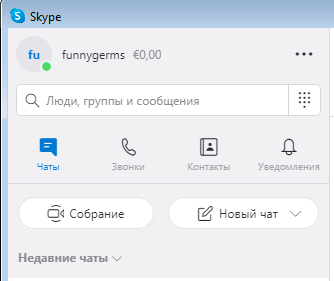 Skype
fu funnygerms €0,00
Люди, группы и сообщения
Чаты Звонки Контакты Уведомления
Собрание Новый чат
Недавние чаты